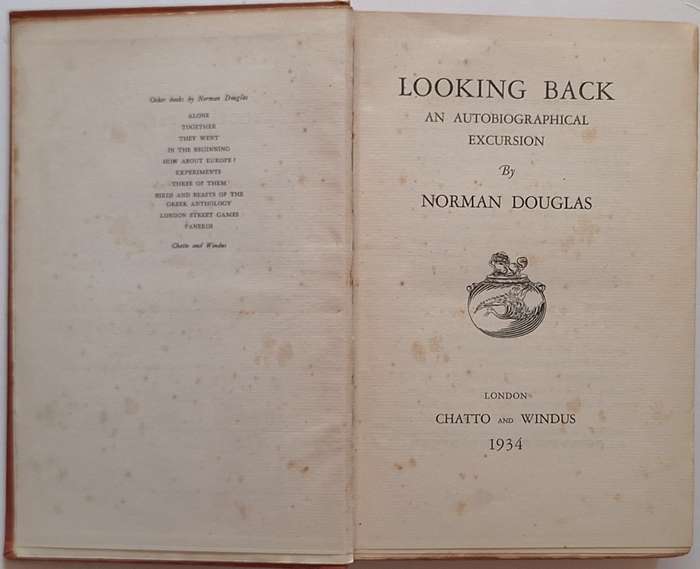 Other books by Norman Douglas
ALONE
TOGETHER
THEY WENT
IN THE BEGINNING
HOW ABOUT EUROPE?
EXPERIMENTS
THREE OF THEM
BIRDS AND BEASTS OF THE
GREEK ANTHOLOGY
LONDON STREET GAMES
PANEROS
Chatto and Windus
LOOKING BACK
AN AUTOBIOGRAPHICAL
EXCURSION
By
NORMAN DOUGLAS
LONDON
CHATTO AND WINDUS
1934